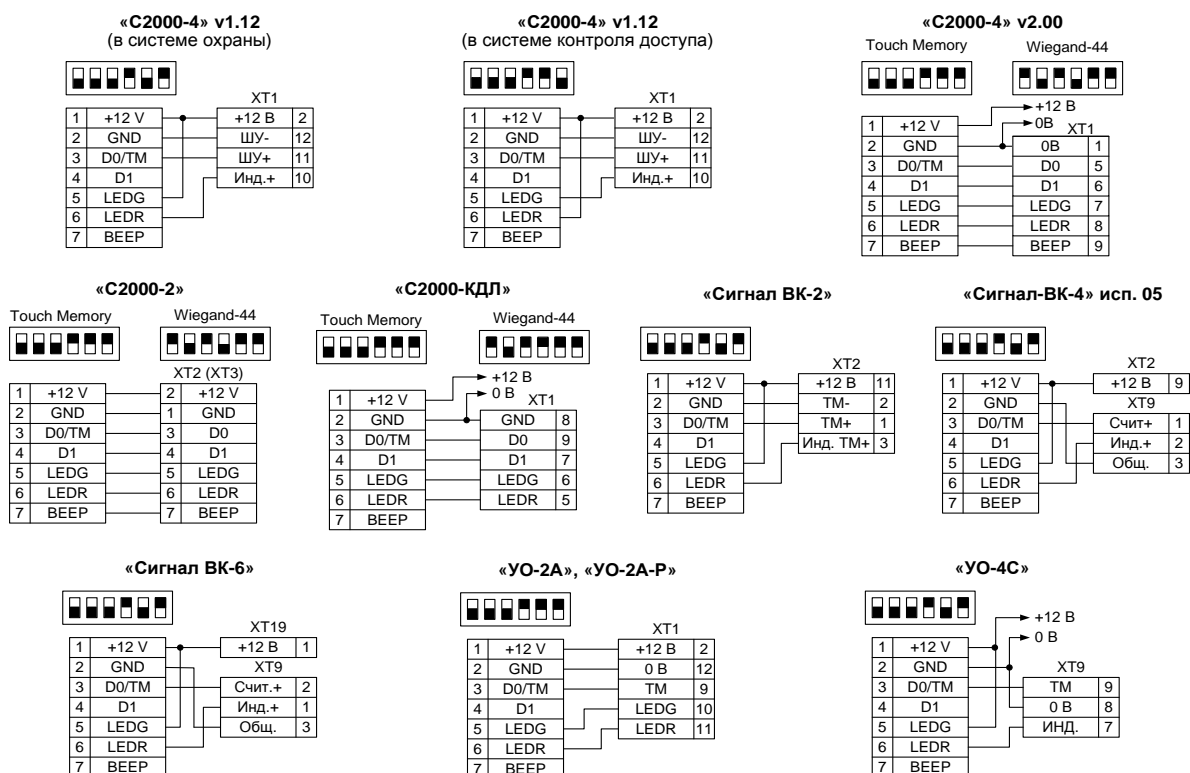 «С2000-4» v1.12
(в системе охраны)
XT1
1 +12 V +12 В 2
2 GND ШУ- 12
3 D0/TM ШУ+ 11
4 D1 Инд.+ 10
5 LEDG
6 LEDR
7 BEEP
«С2000-4» v1.12
(в системе контроля доступа)
XT1
1 +12 V +12 В 2
2 GND ШУ- 12
3 D0/TM ШУ+ 11
4 D1 Инд.+ 10
5 LEDG
6 LEDR
7 BEEP
«С2000-4» v2.00
Touch Memory Wiegand-44
+12 В
0В
XT1
1 +12 V
2 GND 0В 1
3 D0/TM D0 5
4 D1 D1 6
5 LEDG LEDG 7
6 LEDR LEDR 8
7 BEEP BEEP 9
«С2000-2»
Touch Memory Wiegand-44
XT2 (XT3)
1 +12 V 2 +12 V
2 GND 1 GND
3 D0/TM 3 D0
4 D1 4 D1
5 LEDG 5 LEDG
6 LEDR 6 LEDR
7 BEEP 7 BEEP
«С2000-КДЛ»
Touch Memory Wiegand-44
+12 В
0 В
XT1
1 +12 V
2 GND GND 8
3 D0/TM D0 9
4 D1 D1 7
5 LEDG LEDG 6
6 LEDR LEDR 5
7 BEEP
«Сигнал ВК-2»
XT2
1 +12 V +12 В 11
2 GND ТМ- 2
3 D0/TM ТМ+ 1
4 D1 Инд. ТМ+ 3
5 LEDG
6 LEDR
7 BEEP
«Сигнал-ВК-4» исп. 05
XT2
1 +12 V +12 В 9
2 GND XT9
3 D0/TM Счит+ 1
4 D1 Инд.+ 2
5 LEDG Общ. 3
6 LEDR
7 BEEP
«Сигнал ВК-6»
XT19
1 +12 V +12 В 1
2 GND XT9
3 D0/TM Счит.+ 2
4 D1 Инд.+ 1
5 LEDG Общ. 3
6 LEDR
7 BEEP
«УО-2А», «УО-2А-Р»
XT1
1 +12 V +12 В 2
2 GND 0 В 12
3 D0/TM ТМ 9
4 D1 LEDG 10
5 LEDG LEDR 11
6 LEDR
7 BEEP
«УО-4С»
+12 В
0 В
1 +12 V
2 GND XT9
3 D0/TM ТМ 9
4 D1 0 В 8
5 LEDG ИНД. 7
6 LEDR
7 BEEP